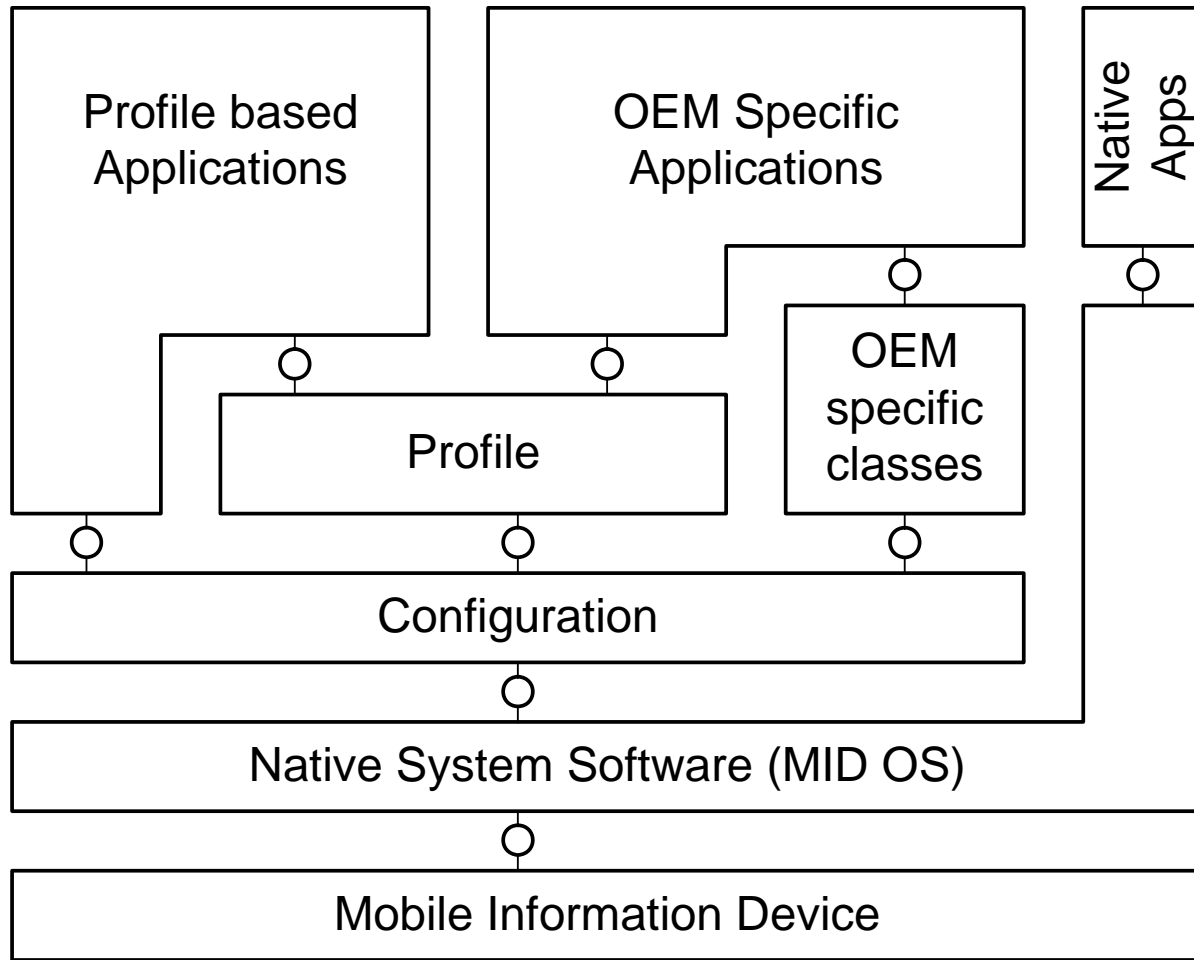 Profile based
Applications
OEM Specific
Applications
Native
Apps
OEM
specific
classes
Profile
Configuration
Native System Software (MID OS)
Mobile Information Device